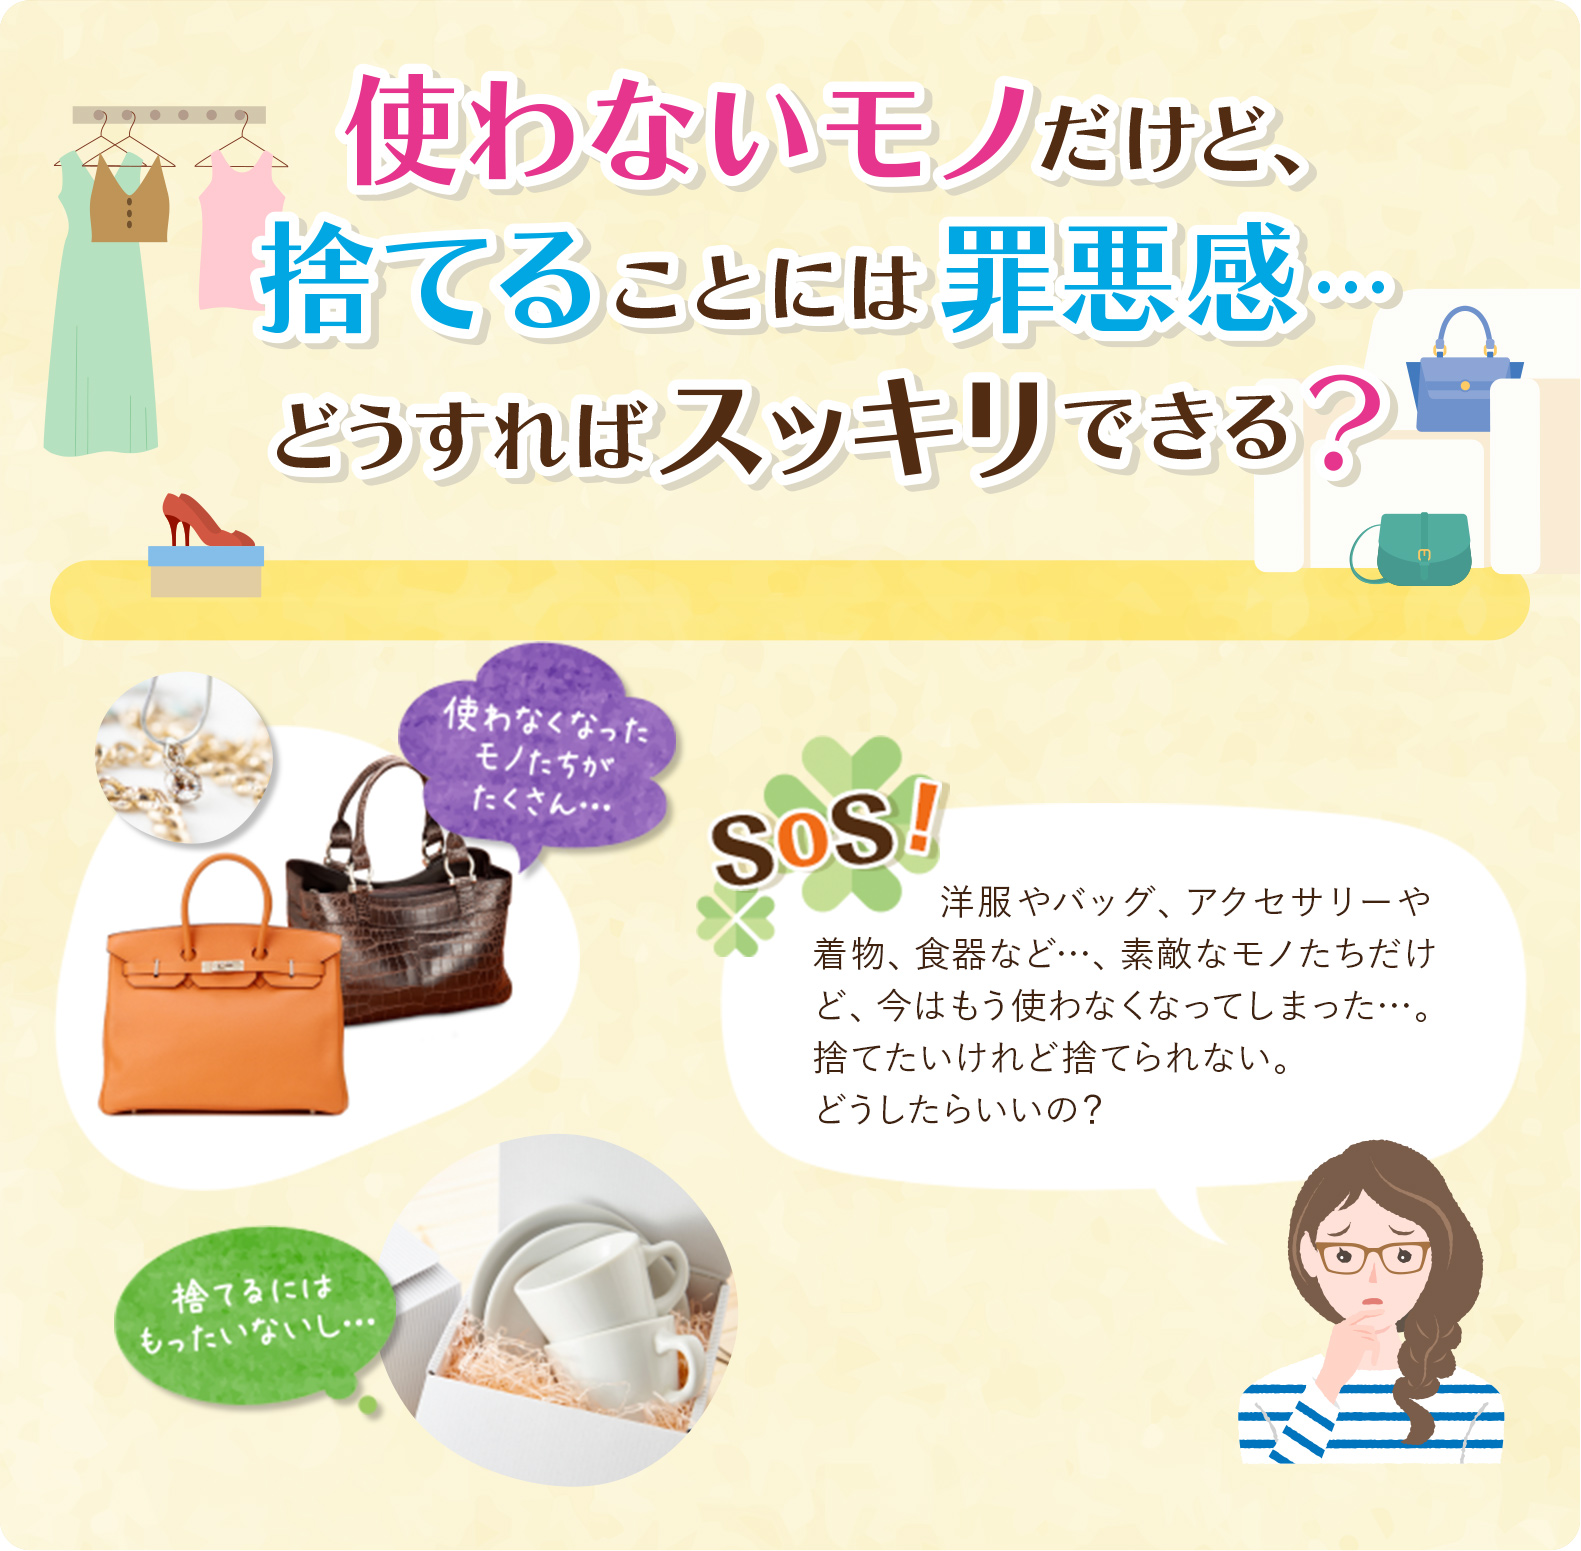 使わないモノだけど、
捨てることには罪悪感…
どうすればスッキリできる?
使わなくなった
モノたちが
たくさん…
SoS!
洋服やバッグ、アクセサリーや
着物、食器など…、素敵なモノたちだけ
ど、今はもう使わなくなってしまった…。
捨てたいけれど捨てられない。
どうしたらいいの？
捨てるには
もったいないし…